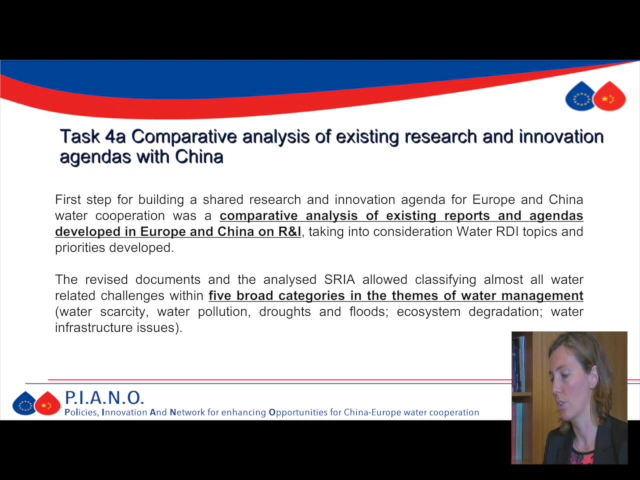 Task 4a Comparative analysis of existing research and innovation
agendas with China
First step for building a shared research and innovation agenda for Europe and China
water cooperation was a comparative analysis of existing reports and agendas
developed in Europe and China on R&I, taking into consideration Water RDI topics and
priorities developed.
The revised documents and the analysed SRIA allowed classifying almost all water
related challenges within five broad categories in the themes of water management
(water scarcity, water pollution, droughts and floods; ecosystem degradation; water
infrastructure issues).
P.I.A.N.O.
Policies, Innovation And Network for enhancing Opportunities for China-Europe water cooperation